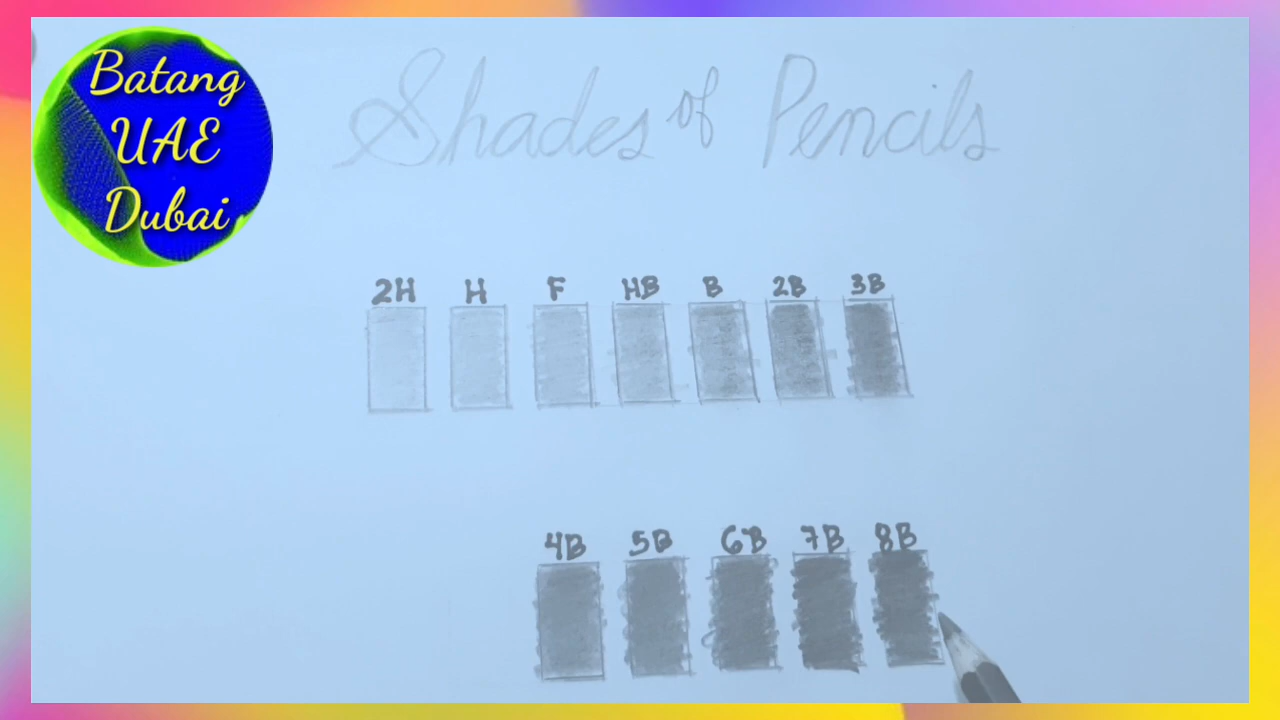 Batang
UAE
Dubai
Shades of Pencils
2H H F HB B 2B 3B
4B 5B 6B 7B 8B